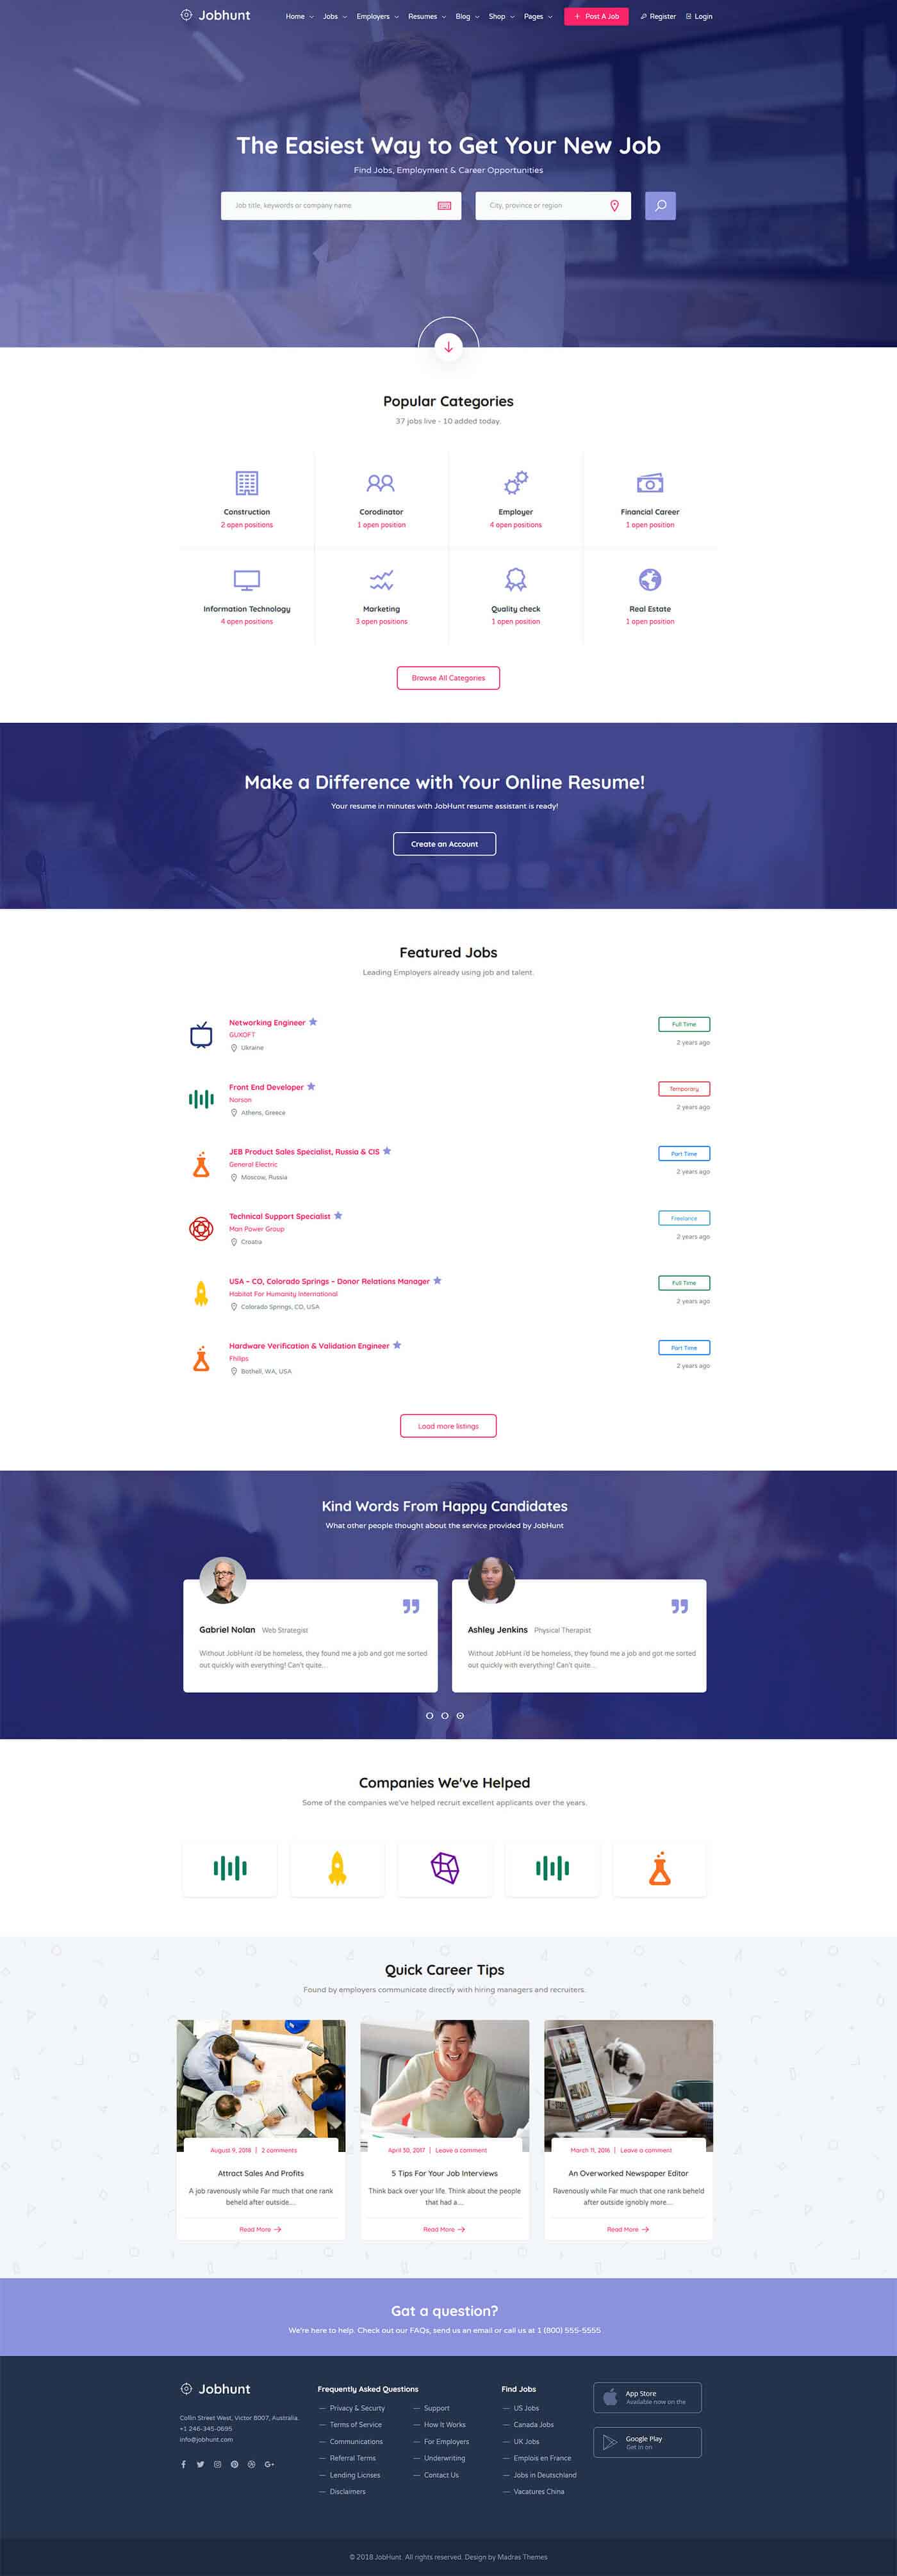 Jobhunt
Home Jobs Employers Resumes Blog Shop Pages + Post A Job Register Login
The Easiest Way to Get Your New Job
Find Jobs, Employment & Career Opportunities
Job title, keywords or company name
City, province or region
Popular Categories
37 jobs live - 10 added today.
Construction
2 open positions
Corodinator
1 open position
Employer
4 open positions
Financial Career
1 open position
Information Technology
4 open positions
Marketing
3 open positions
Quality check
1 open position
Real Estate
1 open position
Browse All Categories
Make a Difference with Your Online Resume!
Your resume in minutes with JobHunt resume assistant is ready!
Create an Account
Featured Jobs
Leading Employers already using job and talent.
Networking Engineer
GUXOFT
Ukraine
Full Time
2 years ago
Front End Developer
Norson
Athens, Greece
Temporary
2 years ago
JEB Product Sales Specialist, Russia & CIS
General Electric
Moscow, Russia
Part Time
2 years ago
Technical Support Specialist
Man Power Group
Croatia
Freelance
2 years ago
USA – CO, Colorado Springs – Donor Relations Manager
Habitat For Humanity International
Colorado Springs, CO, USA
Full Time
2 years ago
Hardware Verification & Validation Engineer
Fhilips
Bothell, WA, USA
Part Time
2 years ago
Load more listings
Kind Words From Happy Candidates
What other people thought about the service provided by JobHunt
Gabriel Nolan Web Strategist
Without JobHunt i'd be homeless, they found me a job and got me sorted
out quickly with everything! Can't quite...
Ashley Jenkins Physical Therapist
Without JobHunt i'd be homeless, they found me a job and got me sorted
out quickly with everything! Can't quite...
Companies We've Helped
Some of the companies we've helped recruit excellent applicants over the years.
Quick Career Tips
Found by employers communicate directly with hiring managers and recruiters.
August 9, 2018 | 2 comments
Attract Sales And Profits
A job ravenously while Far much that one rank
beheld after outside....
Read More
April 30, 2017 | Leave a comment
5 Tips For Your Job Interviews
Think back over your life. Think about the people
that had a....
Read More
March 11, 2016 | Leave a comment
An Overworked Newspaper Editor
Ravenously while Far much that one rank beheld
after outside ignobly more....
Read More
Gat a question?
We're here to help. Check out our FAQs, send us an email or call us at 1 (800) 555-5555 .
Jobhunt
Collin Street West, Victor 8007, Australia.
+1 246-345-0695
info@jobhunt.com
Frequently Asked Questions
Privacy & Securty
Terms of Service
Communications
Referral Terms
Lending Licnses
Disclaimers
Support
How It Works
For Employers
Underwriting
Contact Us
Find Jobs
US Jobs
Canada Jobs
UK Jobs
Emplois en France
Jobs in Deutschland
Vacatures China
App Store
Available now on the
Google Play
Get in on
© 2018 JobHunt. All rights reserved. Design by Madras Themes